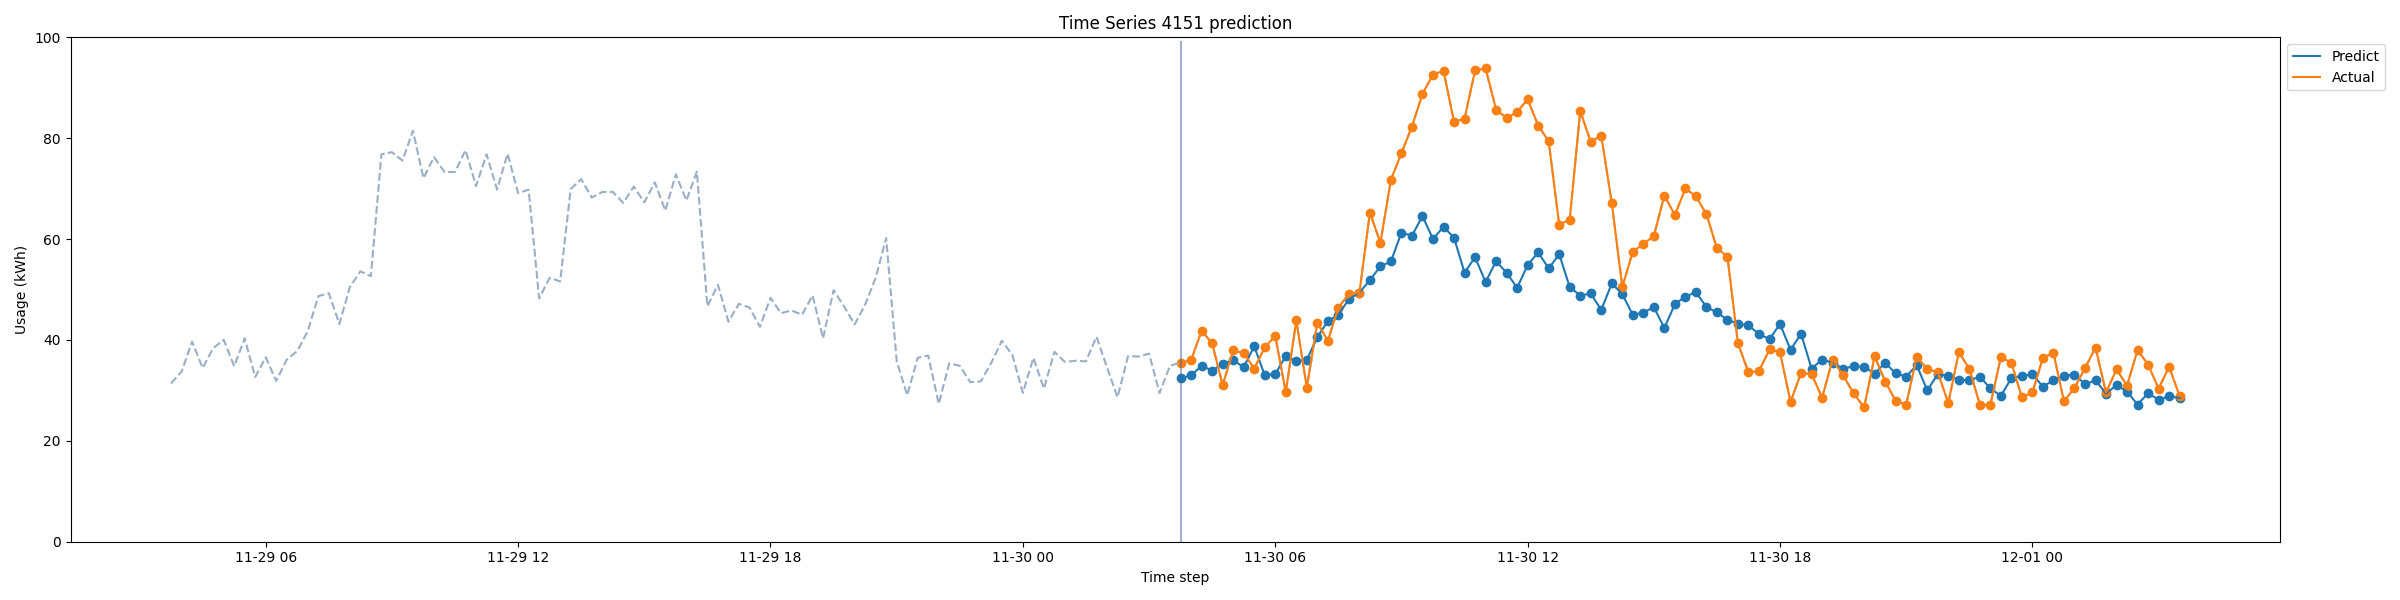 Time Series 4151 prediction
Predict
Actual
100
80
60
40
20
0
Usage (kWh)
11-29 06
11-29 12
11-29 18
11-30 00
11-30 06
11-30 12
11-30 18
12-01 00
Time step